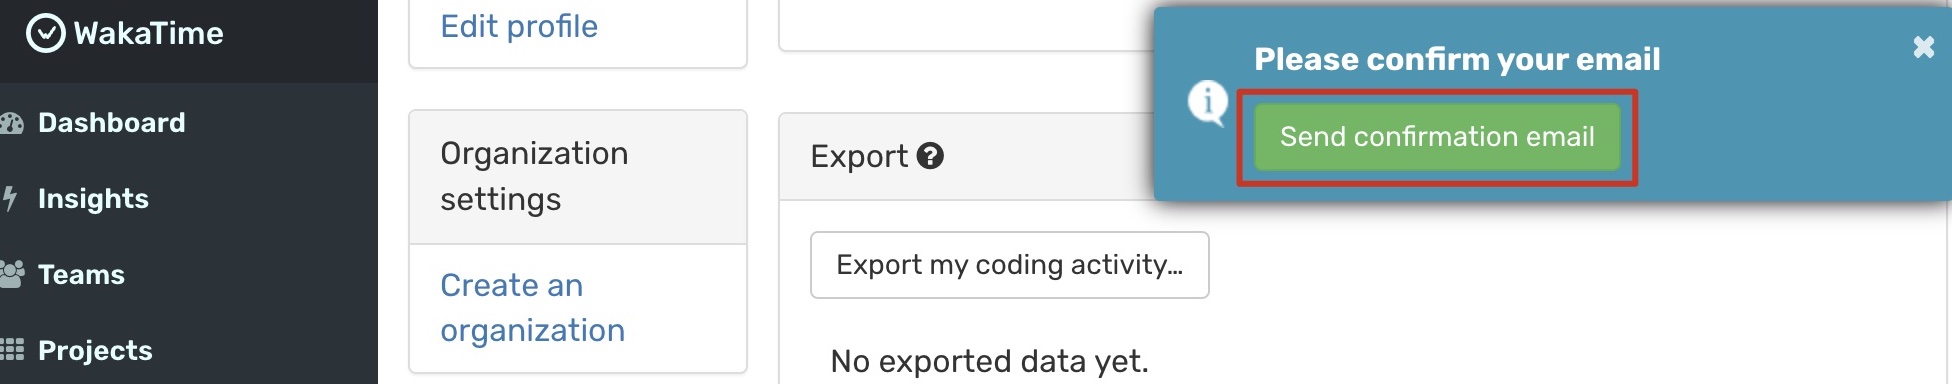 WakaTime
Dashboard
Insights
Teams
Projects
Edit profile
Organization
settings
Create an
organization
Export
Export my coding activity...
No exported data yet.
Please confirm your email
Send confirmation email